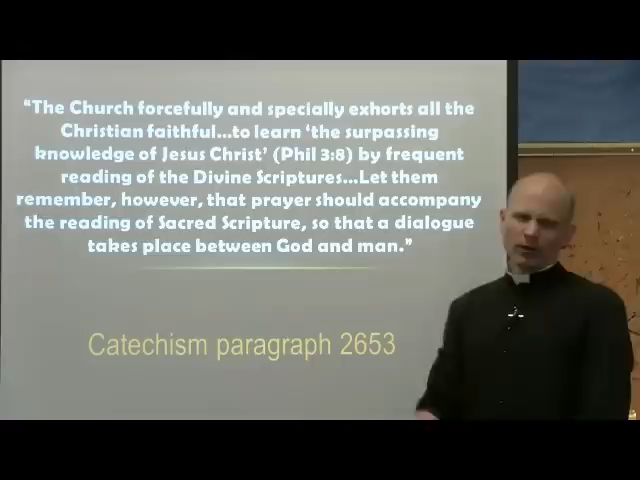 “The Church forcefully and specially exhorts all the
Christian faithful...to learn ‘the surpassing
knowledge of Jesus Christ’ (Phil 3:8) by frequent
reading of the Divine Scriptures...Let them
remember, however, that prayer should accompany
the reading of Sacred Scripture, so that a dialogue
takes place between God and man.”
Catechism paragraph 2653